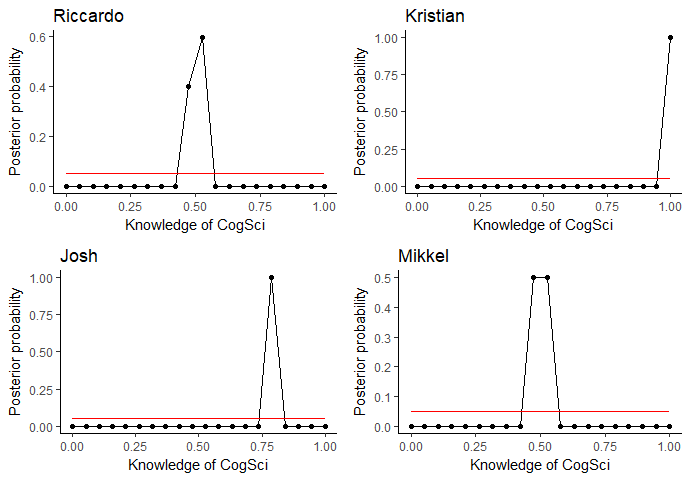 Riccardo
Posterior probability
0.6
0.4
0.2
0.0
0.00 0.25 0.50 0.75 1.00
Knowledge of CogSci
Kristian
Posterior probability
1.00
0.75
0.50
0.25
0.00
0.00 0.25 0.50 0.75 1.00
Knowledge of CogSci
Josh
Posterior probability
1.00
0.75
0.50
0.25
0.00
0.00 0.25 0.50 0.75 1.00
Knowledge of CogSci
Mikkel
Posterior probability
0.5
0.4
0.3
0.2
0.1
0.0
0.00 0.25 0.50 0.75 1.00
Knowledge of CogSci